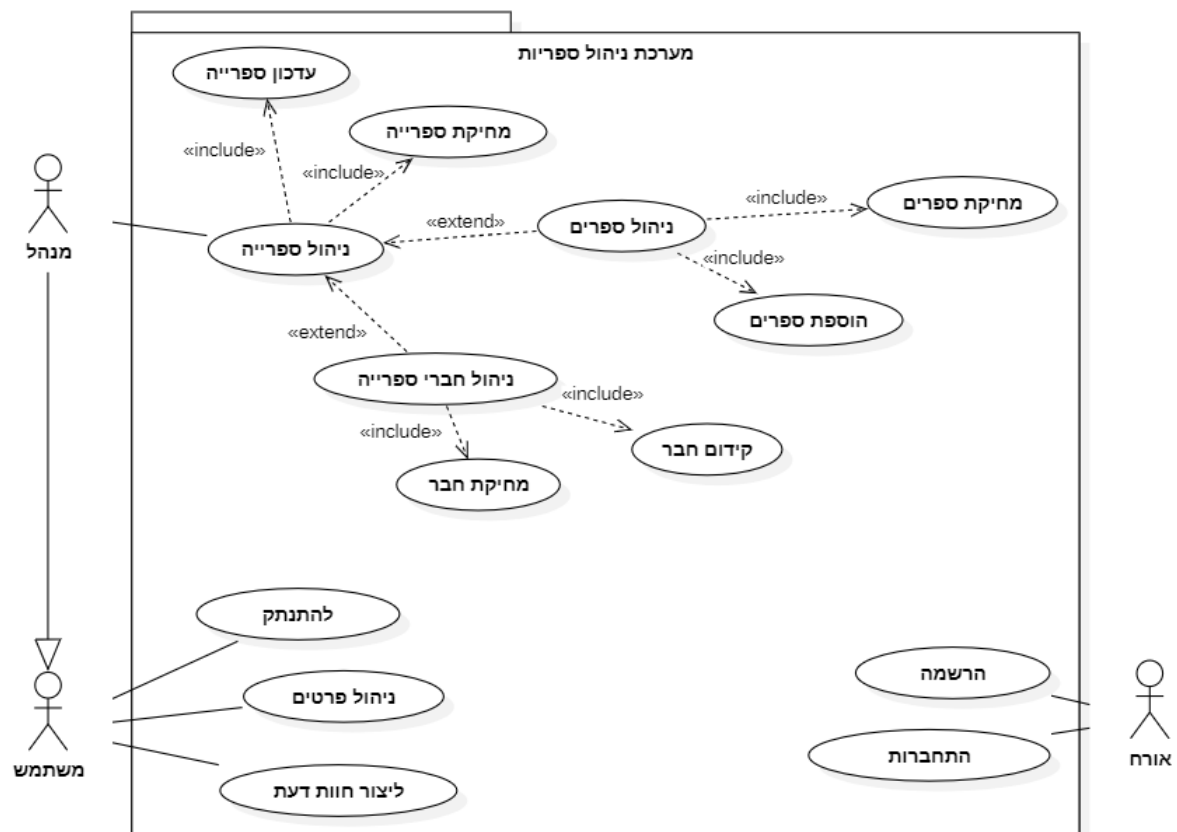 מערכת ניהול ספריות
עדכון ספרייה
מחיקת ספרייה
«include»
«include»
«include»
מחיקת ספרים
מנהל
ניהול ספרייה
«extend»
ניהול ספרים
«include»
הוספת ספרים
«extend»
ניהול חברי ספרייה
«include»
«include»
קידום חבר
מחיקת חבר
להתנתק
ניהול פרטים
משתמש
ליצור חוות דעת
הרשמה
התחברות
אורח